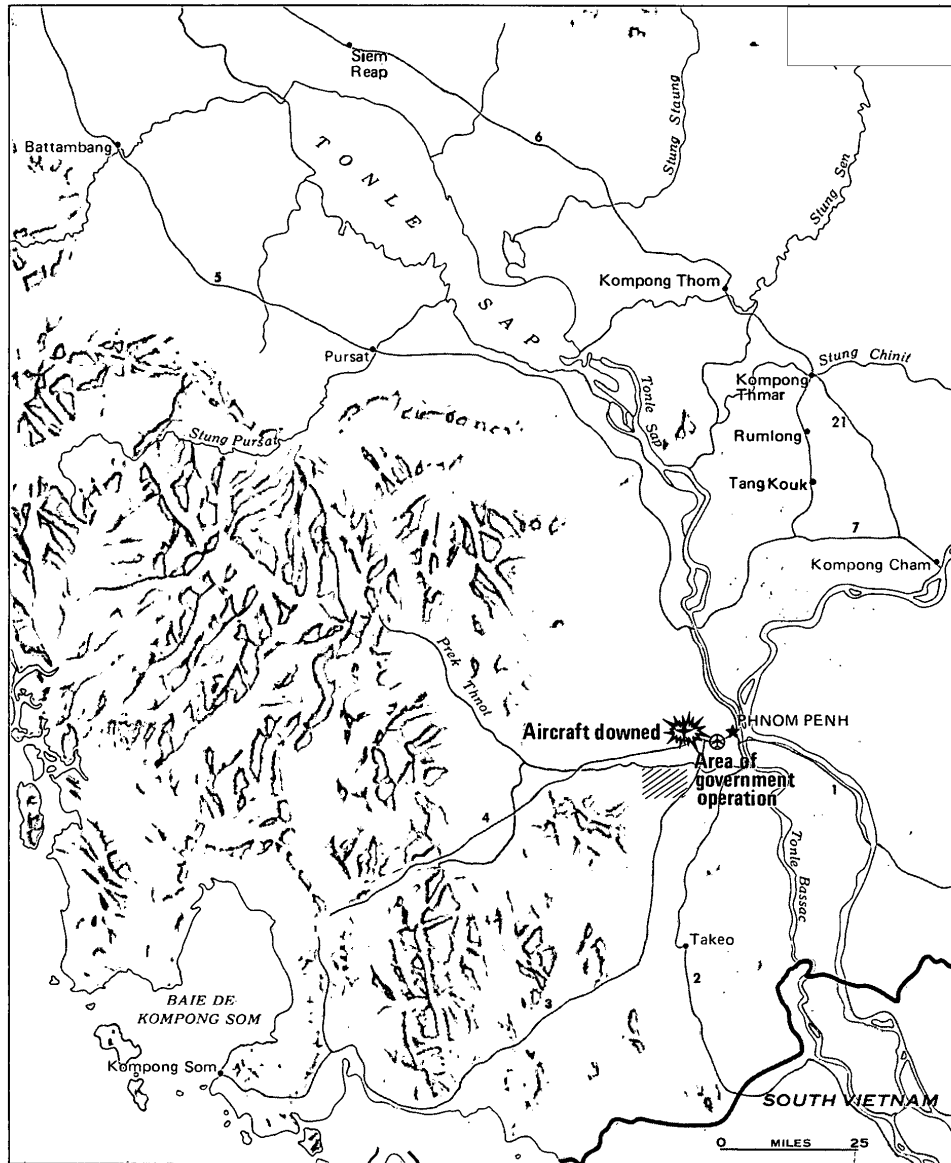 Siem
Reap
Stung Staung
6
Battambang
TONLE SAP
Stung Sen
5
Kompong Thom
Pursat
Stung Chinit
Kompong
Thmar
Tonle Sap
21
Rumlong
Stung Pursat
Tang Kouk
7
Kompong Cham
Prek Thnot
PHNOM PENH
Aircraft downed
Area of
government
operation
1
4
Tonle Bassac
Takeo
2
BAIE DE
KOMPONG SOM
3
Kompong Som
SOUTH VIETNAM
0 MILES 25